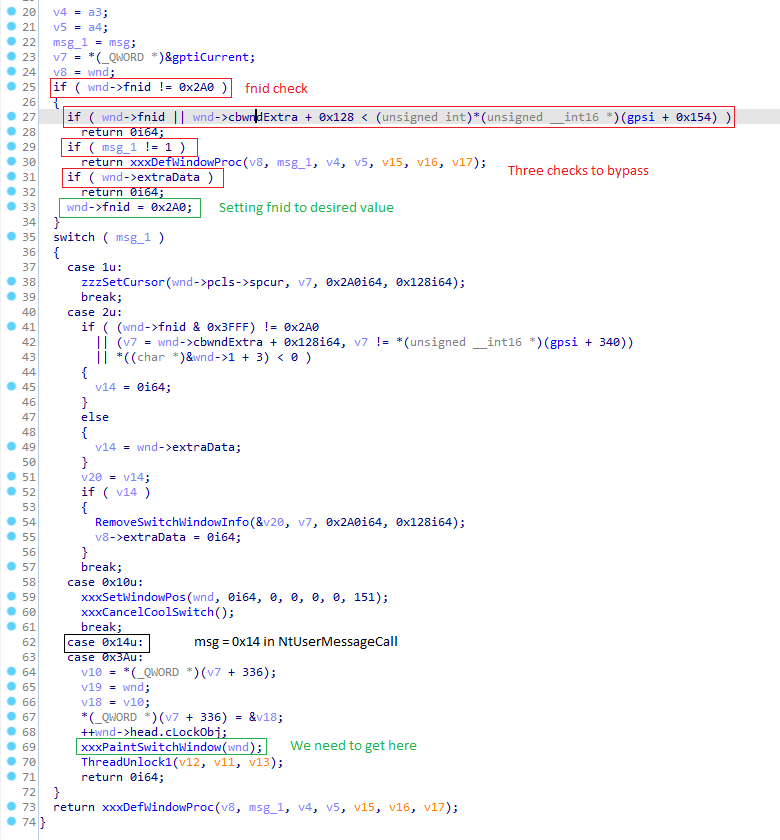 20 v4 = a3;
21 v5 = a4;
22 msg_1 = msg;
23 v7 = *(_QWORD *)&gptiCurrent;
24 v8 = wnd;
25 if ( wnd->fnid != 0x2A0 ) fnid check
26 {
27 if ( wnd->fnid || wnd->cbwndExtra + 0x128 < (unsigned int)*(unsigned __int16 *)(gpsi + 0x154) )
28 return 0i64;
29 if ( msg_1 != 1 )
30 return xxxDefWindowProc(v8, msg_1, v4, v5, v15, v16, v17);
Three checks to bypass
31 if ( wnd->extraData )
32 return 0i64;
33 wnd->fnid = 0x2A0; Setting fnid to desired value
34 }
35 switch ( msg_1 )
36 {
37 case 1u:
38 zzzSetCursor(wnd->pcls->spcur, v7, 0x2A0i64, 0x128i64);
39 break;
40 case 2u:
41 if ( (wnd->fnid & 0x3FFF) != 0x2A0
42 || (v7 = wnd->cbwndExtra + 0x128i64, v7 != *(unsigned __int16 *)(gpsi + 340))
43 || *((char *)&wnd->1 + 3) < 0 )
44 {
45 v14 = 0i64;
46 }
47 else
48 {
49 v14 = wnd->extraData;
50 }
51 v20 = v14;
52 if ( v14 )
53 {
54 RemoveSwitchWindowInfo(&v20, v7, 0x2A0i64, 0x128i64);
55 v8->extraData = 0i64;
56 }
57 break;
58 case 0x10u:
59 xxxSetWindowPos(wnd, 0i64, 0, 0, 0, 0, 151);
60 xxxCancelCoolSwitch();
61 break;
62 case 0x14u: msg = 0x14 in NtUserMessageCall
63 case 0x3Au:
64 v10 = *(_QWORD *)(v7 + 336);
65 v19 = wnd;
66 v18 = v10;
67 *(_QWORD *)(v7 + 336) = &v18;
68 ++wnd->head.cLockObj;
69 xxxPaintSwitchWindow(wnd); We need to get here
70 ThreadUnlock1(v12, v11, v13);
71 return 0i64;
72 }
73 return xxxDefWindowProc(v8, msg_1, v4, v5, v15, v16, v17);
74 }